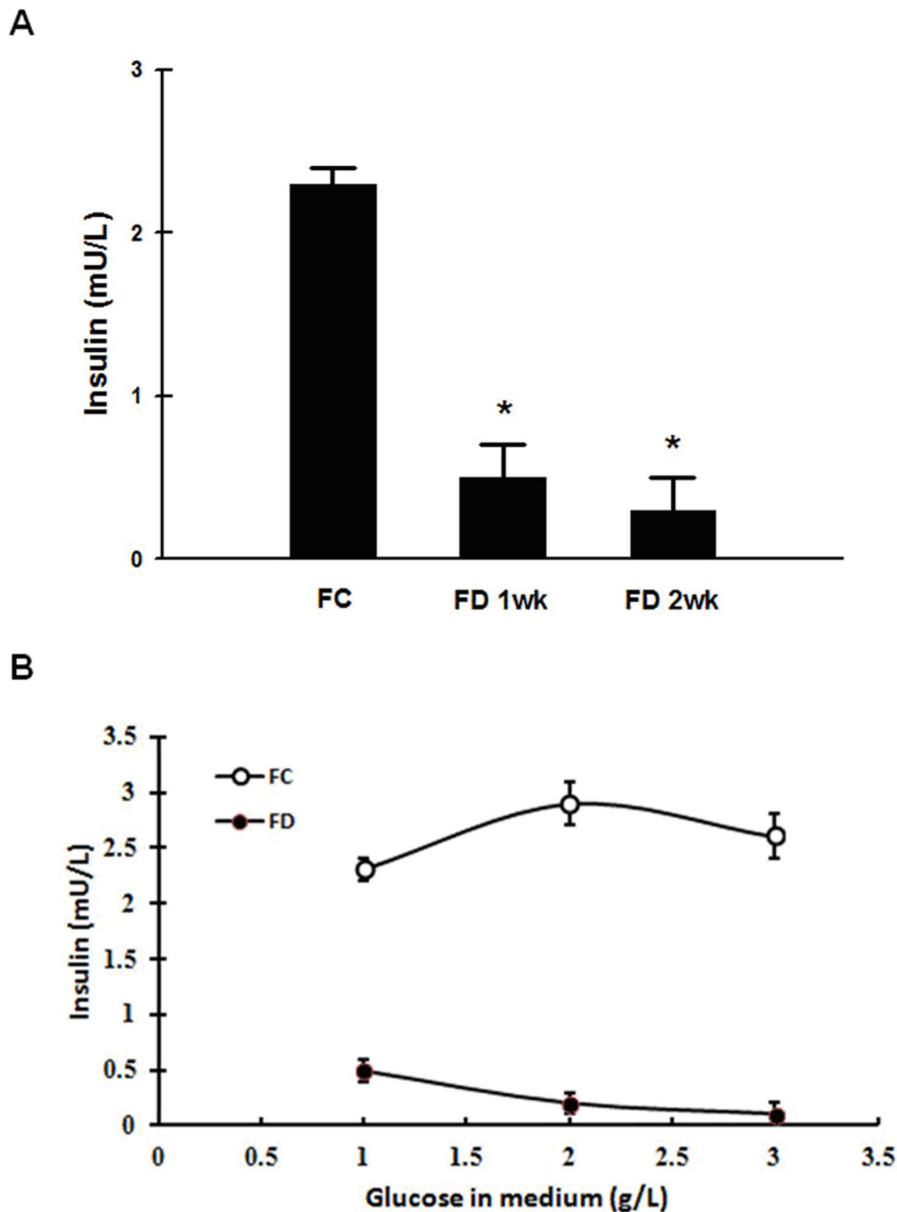 A
3
2
1
0
Insulin (mU/L)
*
*
FC FD 1wk FD 2wk
B
3.5
3
2.5
2
1.5
1
0.5
0
Insulin (mU/L)
FC
FD
0 0.5 1 1.5 2 2.5 3 3.5
Glucose in medium (g/L)